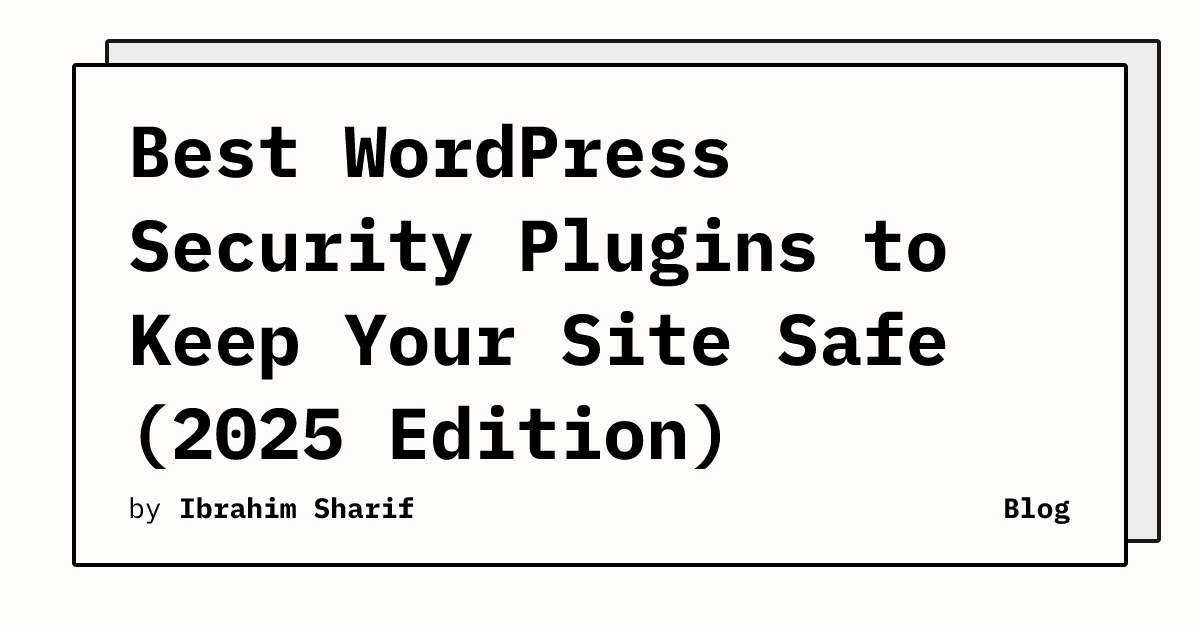 Best WordPress
Security Plugins to
Keep Your Site Safe
(2025 Edition)
by Ibrahim Sharif
Blog